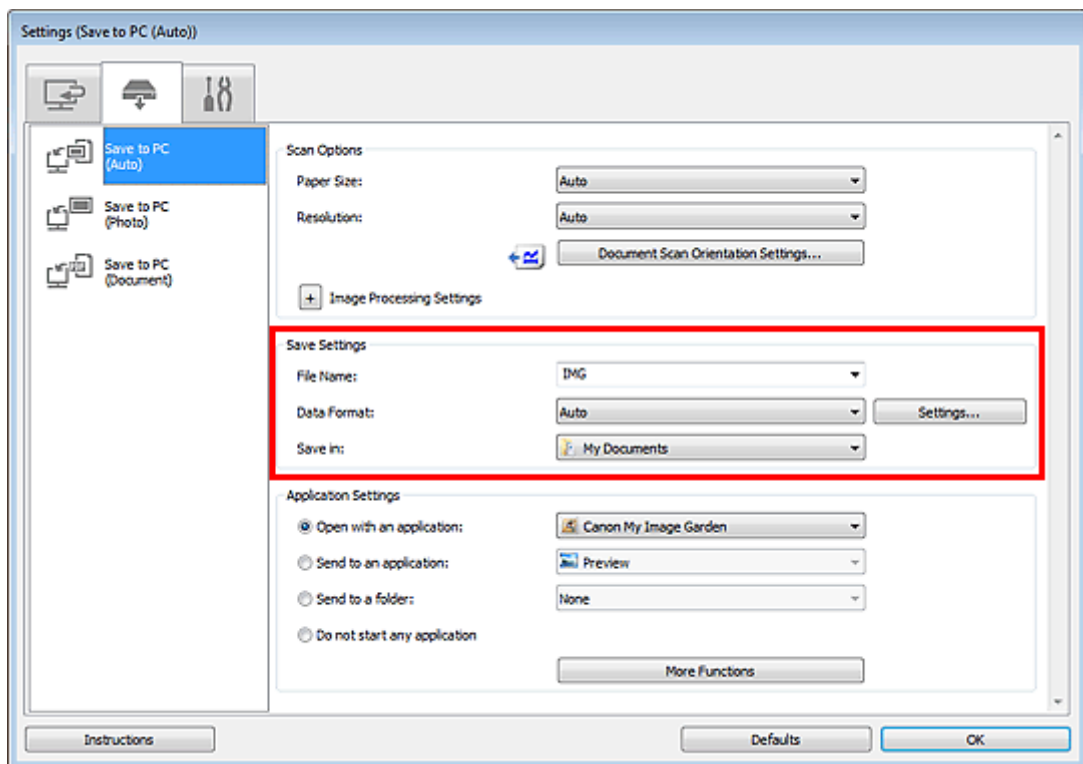 Settings (Save to PC (Auto))
Save to PC
(Auto)
Save to PC
(Photo)
Save to PC
(Document)
Scan Options
Paper Size: Auto
Resolution: Auto
Document Scan Orientation Settings...
+ Image Processing Settings
Save Settings
File Name: IMG
Data Format: Auto Settings...
Save in: My Documents
Application Settings
Open with an application: Canon My Image Garden
Send to an application: Preview
Send to a folder: None
Do not start any application
More Functions
Instructions Defaults OK